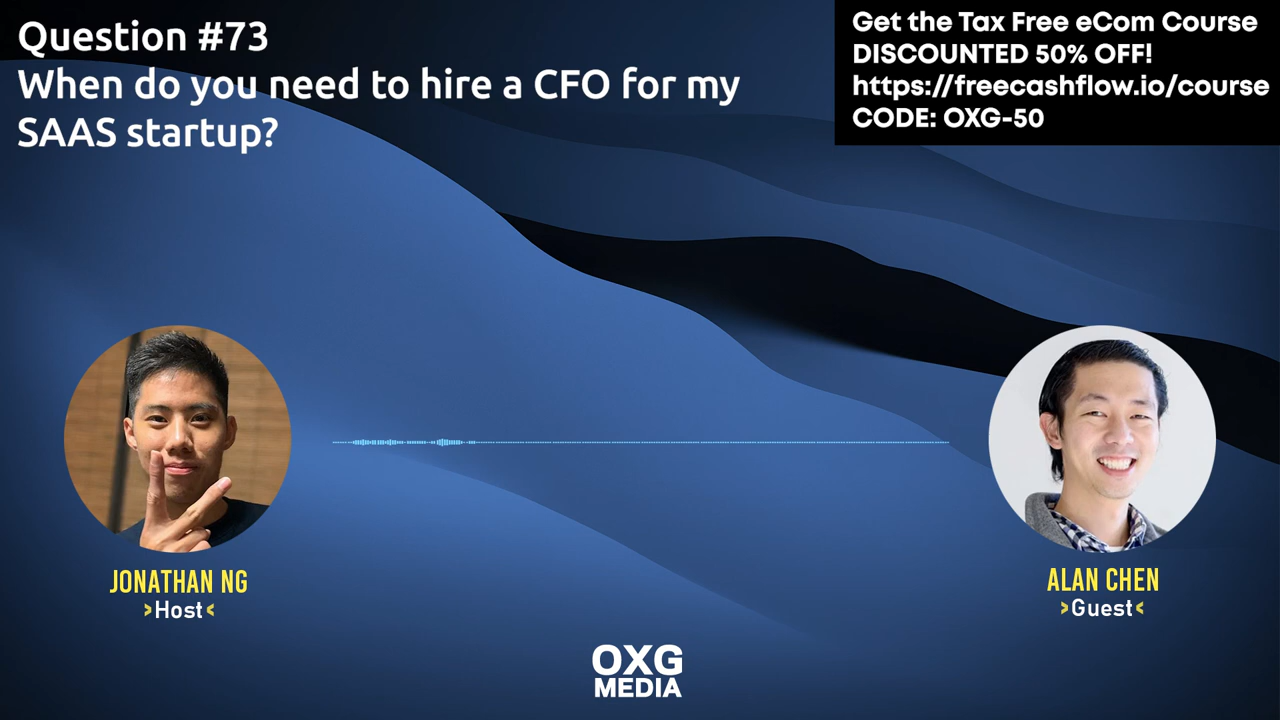 Question #73
When do you need to hire a CFO for my
SAAS startup?
Get the Tax Free eCom Course
DISCOUNTED 50% OFF!
https://freecashflow.io/course
CODE: OXG-50
JONATHAN NG
>Host<
ALAN CHEN
>Guest<
OXG
MEDIA